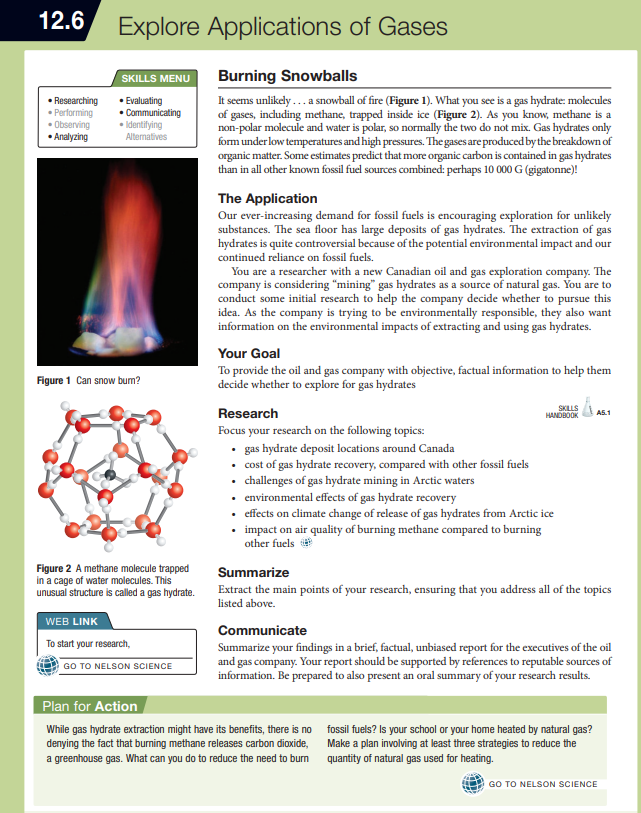 12.6 Explore Applications of Gases
SKILLS MENU
• Researching
• Performing
• Observing
• Analyzing
• Evaluating
• Communicating
• Identifying
Alternatives
Figure 1 Can snow burn?
Figure 2 A methane molecule trapped
in a cage of water molecules. This
unusual structure is called a gas hydrate.
WEB LINK
To start your research,
GO TO NELSON SCIENCE
Burning Snowballs
It seems unlikely . . . a snowball of fire (Figure 1). What you see is a gas hydrate: molecules
of gases, including methane, trapped inside ice (Figure 2). As you know, methane is a
non-polar molecule and water is polar, so normally the two do not mix. Gas hydrates only
form under low temperatures and high pressures. The gases are produced by the breakdown of
organic matter. Some estimates predict that more organic carbon is contained in gas hydrates
than in all other known fossil fuel sources combined: perhaps 10 000 G (gigatonne)!
The Application
Our ever-increasing demand for fossil fuels is encouraging exploration for unlikely
substances. The sea floor has large deposits of gas hydrates. The extraction of gas
hydrates is quite controversial because of the potential environmental impact and our
continued reliance on fossil fuels.
You are a researcher with a new Canadian oil and gas exploration company. The
company is considering “mining” gas hydrates as a source of natural gas. You are to
conduct some initial research to help the company decide whether to pursue this
idea. As the company is trying to be environmentally responsible, they also want
information on the environmental impacts of extracting and using gas hydrates.
Your Goal
To provide the oil and gas company with objective, factual information to help them
decide whether to explore for gas hydrates
Research
SKILLS
HANDBOOK A5.1
Focus your research on the following topics:
• gas hydrate deposit locations around Canada
• cost of gas hydrate recovery, compared with other fossil fuels
• challenges of gas hydrate mining in Arctic waters
• environmental effects of gas hydrate recovery
• effects on climate change of release of gas hydrates from Arctic ice
• impact on air quality of burning methane compared to burning
other fuels
Summarize
Extract the main points of your research, ensuring that you address all of the topics
listed above.
Communicate
Summarize your findings in a brief, factual, unbiased report for the executives of the oil
and gas company. Your report should be supported by references to reputable sources of
information. Be prepared to also present an oral summary of your research results.
Plan for Action
While gas hydrate extraction might have its benefits, there is no
denying the fact that burning methane releases carbon dioxide,
a greenhouse gas. What can you do to reduce the need to burn
fossil fuels? Is your school or your home heated by natural gas?
Make a plan involving at least three strategies to reduce the
quantity of natural gas used for heating.
GO TO NELSON SCIENCE